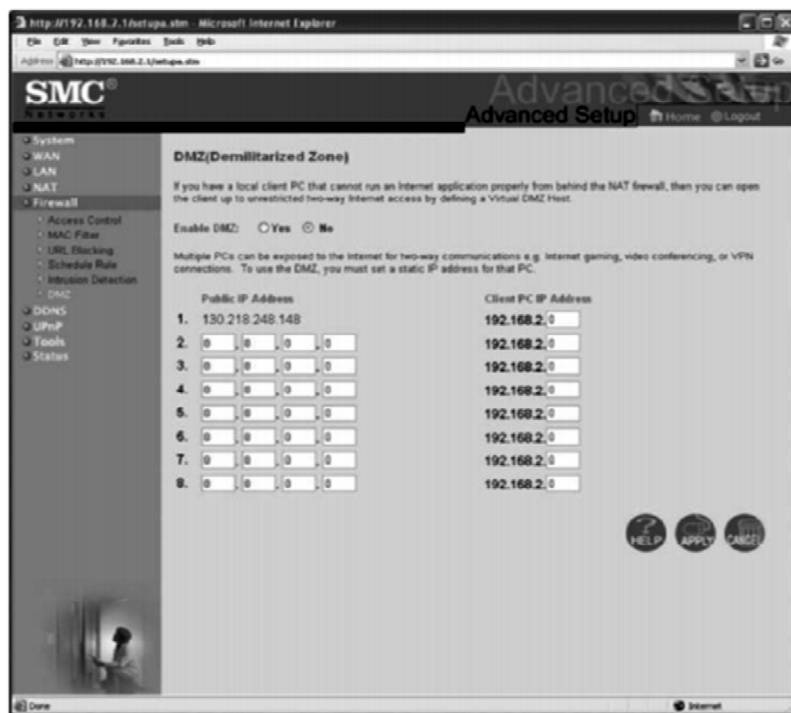 http://192.168.2.1/setupa.stm - Microsoft Internet Explorer
File Edit View Favorites Tools Help
Address http://192.168.2.1/setupa.stm Go
SMC®
Networks
Advanced Setup
Advanced Setup
Home Logout
System
WAN
LAN
NAT
Firewall
Access Control
MAC Filter
URL Blocking
Schedule Rule
Intrusion Detection
DMZ
DDNS
UPnP
Tools
Status
DMZ(Demilitarized Zone)
If you have a local client PC that cannot run an Internet application properly from behind the NAT firewall, then you can open
the client up to unrestricted two-way Internet access by defining a Virtual DMZ Host.
Enable DMZ: Yes No
Multiple PCs can be exposed to the Internet for two-way communications e.g. Internet gaming, video conferencing, or VPN
connections. To use the DMZ, you must set a static IP address for that PC.
Public IP Address Client PC IP Address
1. 130.218.248.148 192.168.2.0
2. 0 . 0 . 0 . 0 192.168.2.0
3. 0 . 0 . 0 . 0 192.168.2.0
4. 0 . 0 . 0 . 0 192.168.2.0
5. 0 . 0 . 0 . 0 192.168.2.0
6. 0 . 0 . 0 . 0 192.168.2.0
7. 0 . 0 . 0 . 0 192.168.2.0
8. 0 . 0 . 0 . 0 192.168.2.0
HELP APPLY CANCEL
Done Internet